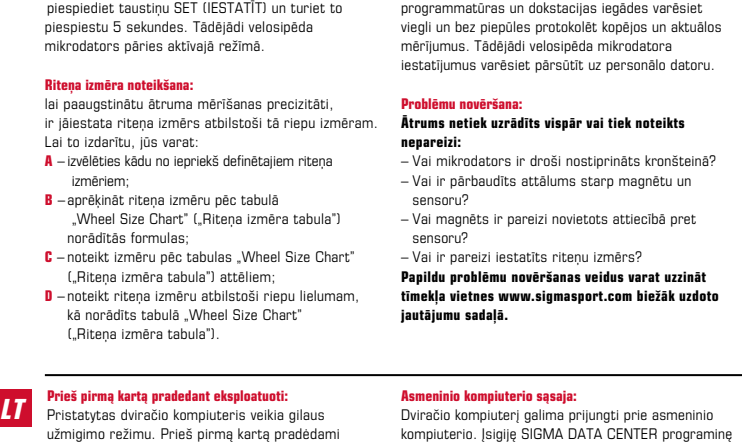 piespiediet taustiņu SET (IESTATĪT) un turiet to
piespiestu 5 sekundes. Tādējādi velosipēda
mikrodators pāries aktīvajā režīmā.
Riteņa izmēra noteikšana:
lai paaugstinātu ātruma mērīšanas precizitāti,
ir jāiestata riteņa izmērs atbilstoši tā riepu izmēram.
Lai to izdarītu, jūs varat:
A – izvēlēties kādu no iepriekš definētajiem riteņa
izmēriem;
B – aprēķināt riteņa izmēru pēc tabulā
„Wheel Size Chart" („Riteņa izmēra tabula")
norādītās formulas;
C – noteikt izmēru pēc tabulas „Wheel Size Chart"
(„Riteņa izmēra tabula") attēliem;
D – noteikt riteņa izmēru atbilstoši riepu lielumam,
kā norādīts tabulā „Wheel Size Chart"
(„Riteņa izmēra tabula").
programmatūras un dokstacijas iegādes varēsiet
viegli un bez piepūles protokolēt kopējos un aktuālos
mērījumus. Tādējādi velosipēda mikrodatora
iestatījumus varēsiet pārsūtīt uz personālo datoru.
Problēmu novēršana:
Ātrums netiek uzrādīts vispār vai tiek noteikts
nepareizi:
– Vai mikrodators ir droši nostiprināts kronšteinā?
– Vai ir pārbaudīts attālums starp magnētu un
sensoru?
– Vai magnēts ir pareizi novietots attiecībā pret
sensoru?
– Vai ir pareizi iestatīts riteņu izmērs?
Papildu problēmu novēršanas veidus varat uzzināt
tīmekļa vietnes www.sigmasport.com biežāk uzdoto
jautājumu sadaļā.
LT
Prieš pirmą kartą pradedant eksploatuoti:
Pristatytas dviračio kompiuteris veikia gilaus
užmigimo režimu. Prieš pirmą kartą pradėdami
Asmeninio kompiuterio sąsaja:
Dviračio kompiuterį galima prijungti prie asmeninio
kompiuterio. Įsigiję SIGMA DATA CENTER programinę